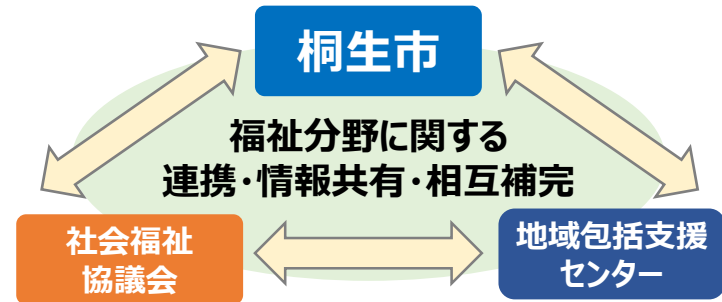 桐生市
福祉分野に関する
連携・情報共有・相互補完
社会福祉
協議会
地域包括支援
センター